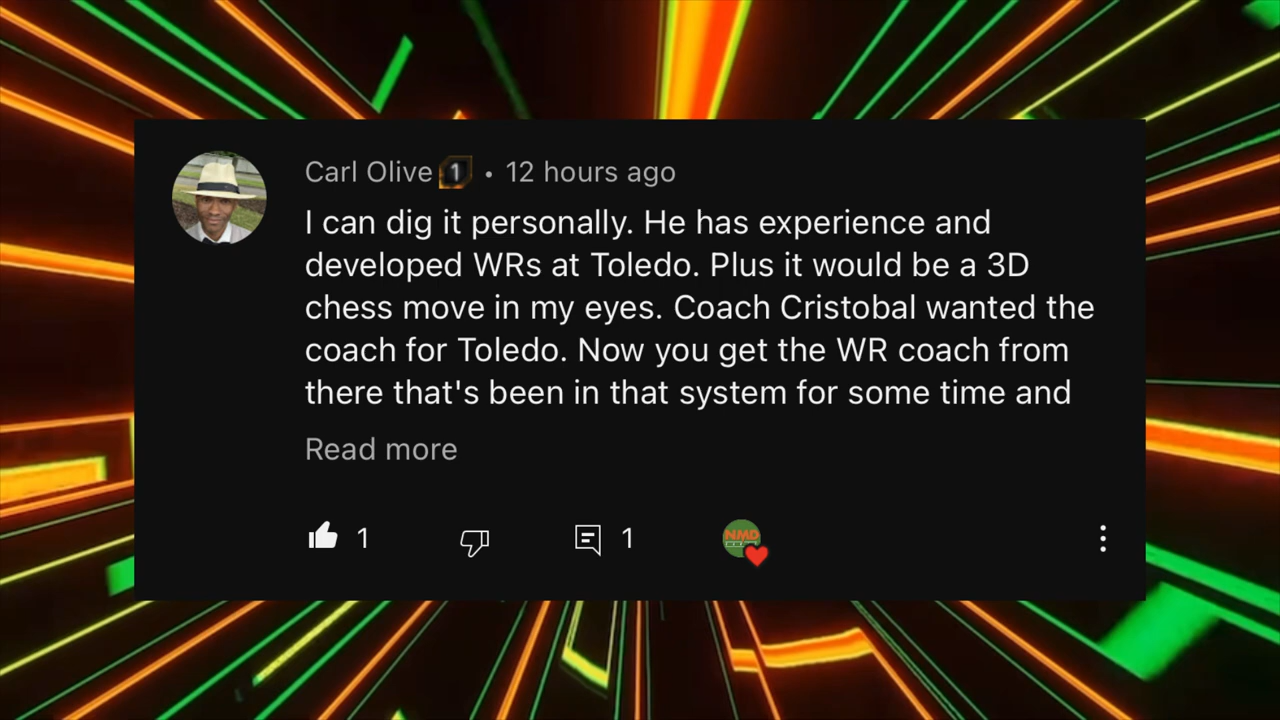 Carl Olive 1 • 12 hours ago
I can dig it personally. He has experience and
developed WRs at Toledo. Plus it would be a 3D
chess move in my eyes. Coach Cristobal wanted the
coach for Toledo. Now you get the WR coach from
there that's been in that system for some time and
Read more
1
1
NMD